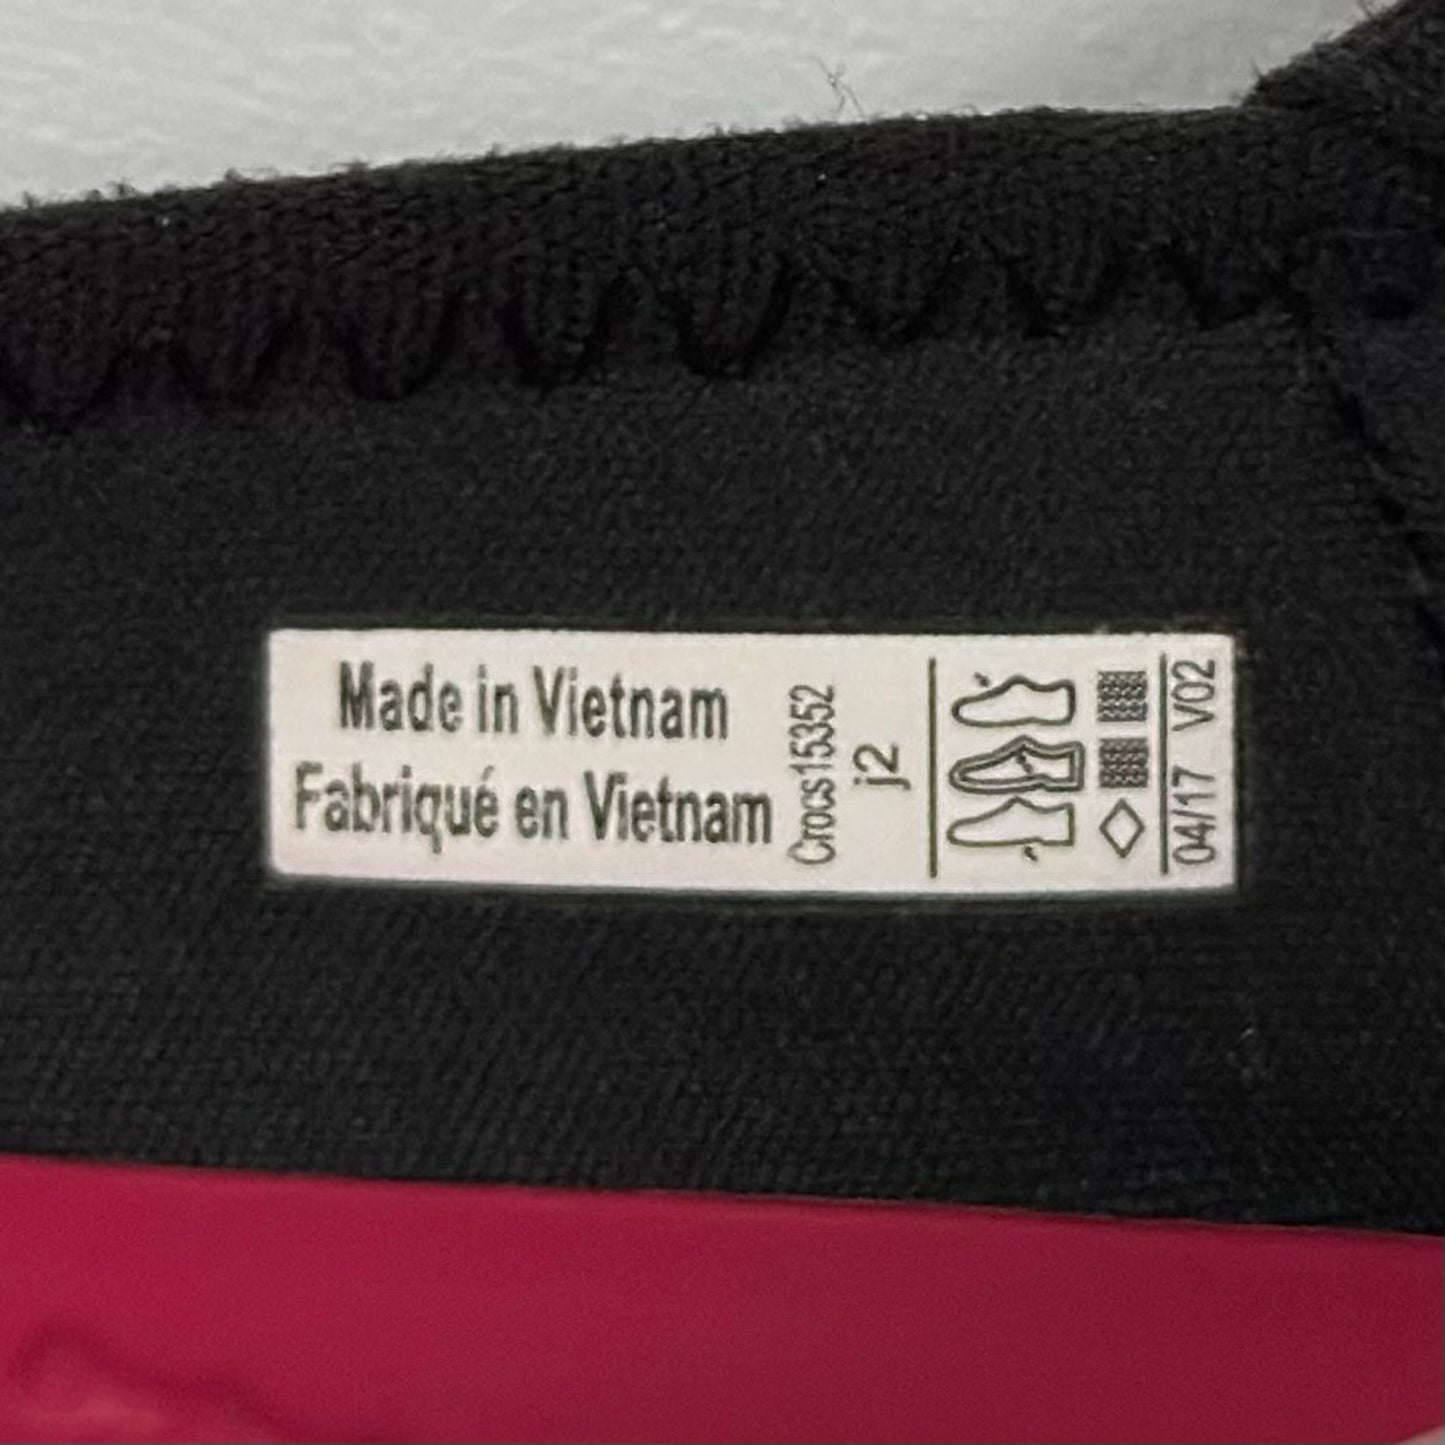 Made in Vietnam
Fabriqué en Vietnam
Crocs15352
j2
04/17 V02